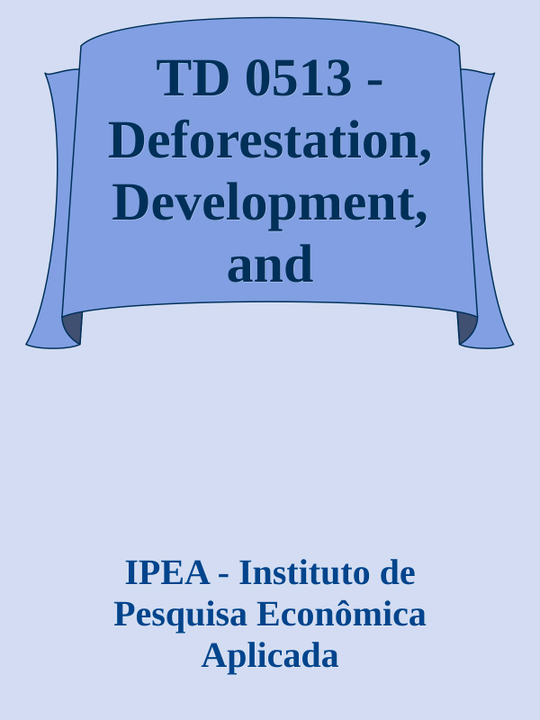 TD 0513 -
Deforestation,
Development,
and
IPEA - Instituto de
Pesquisa Econômica
Aplicada